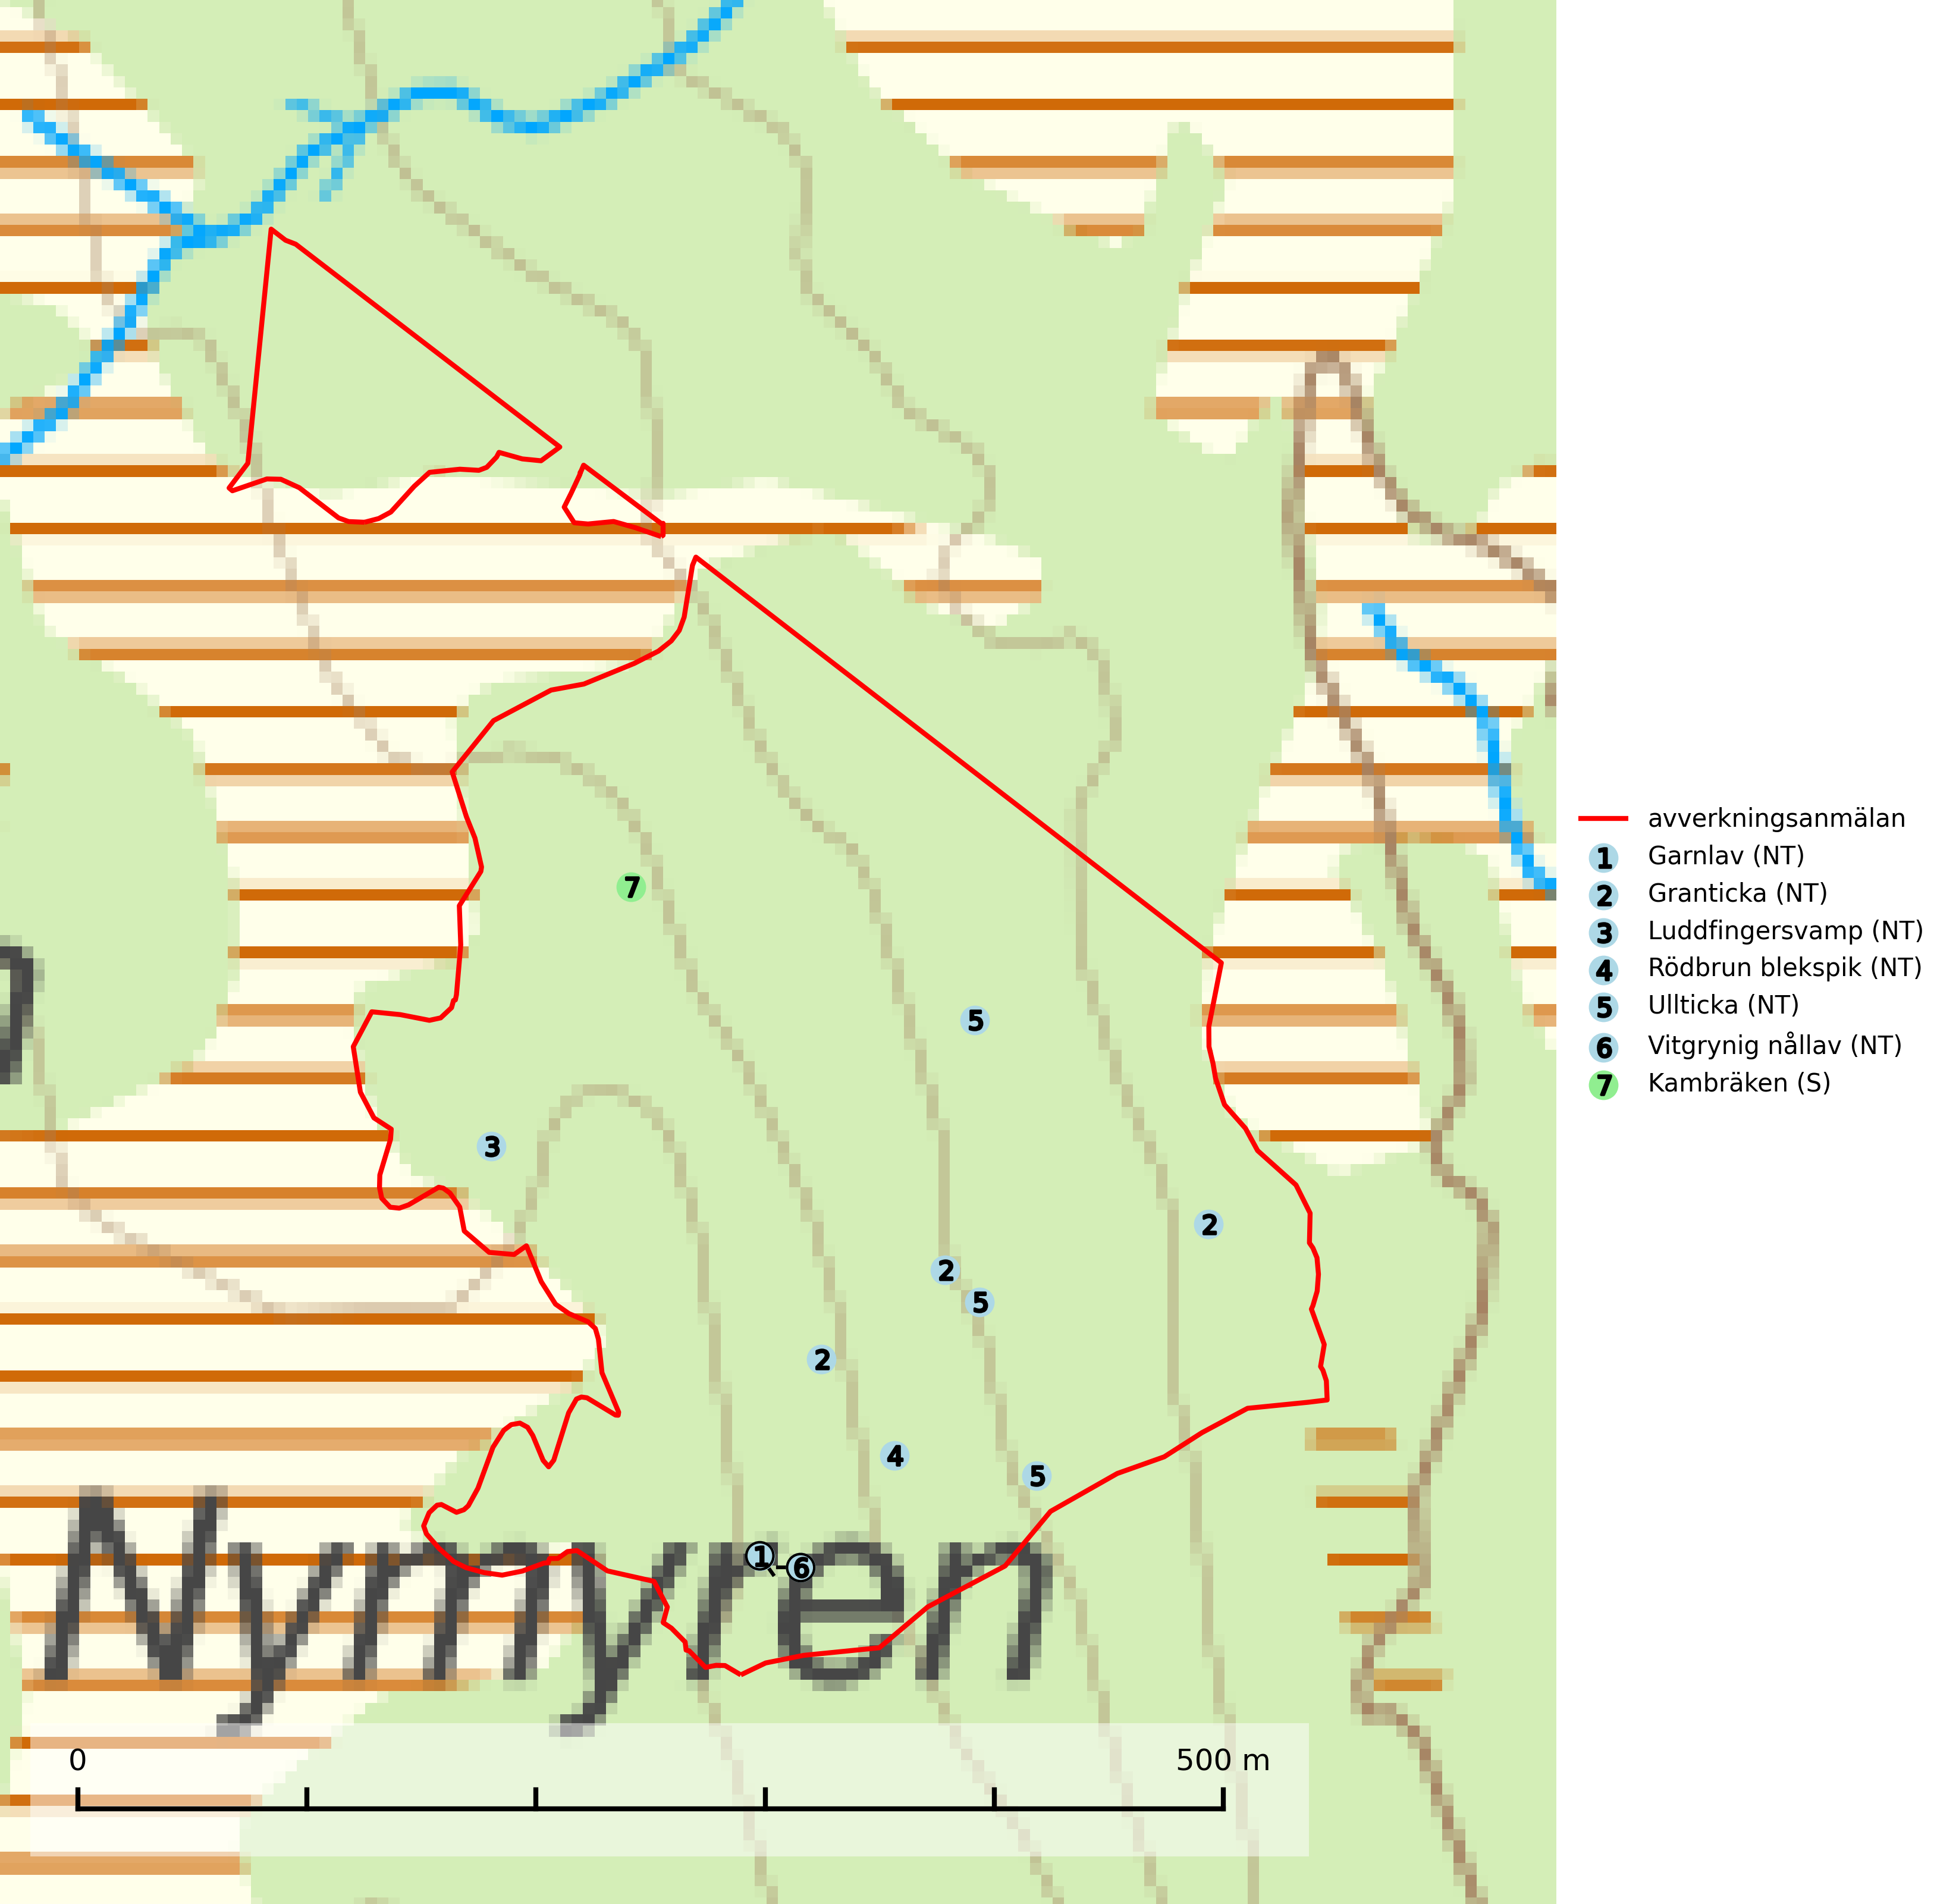 7
5
3
2
2
5
2
4
5
1
6
Nymyren
0
500 m
avverkningsanmälan
1 Garnlav (NT)
2 Granticka (NT)
3 Luddfingersvamp (NT)
4 Rödbrun blekspik (NT)
5 Ullticka (NT)
6 Vitgrynig nållav (NT)
7 Kambräken (S)